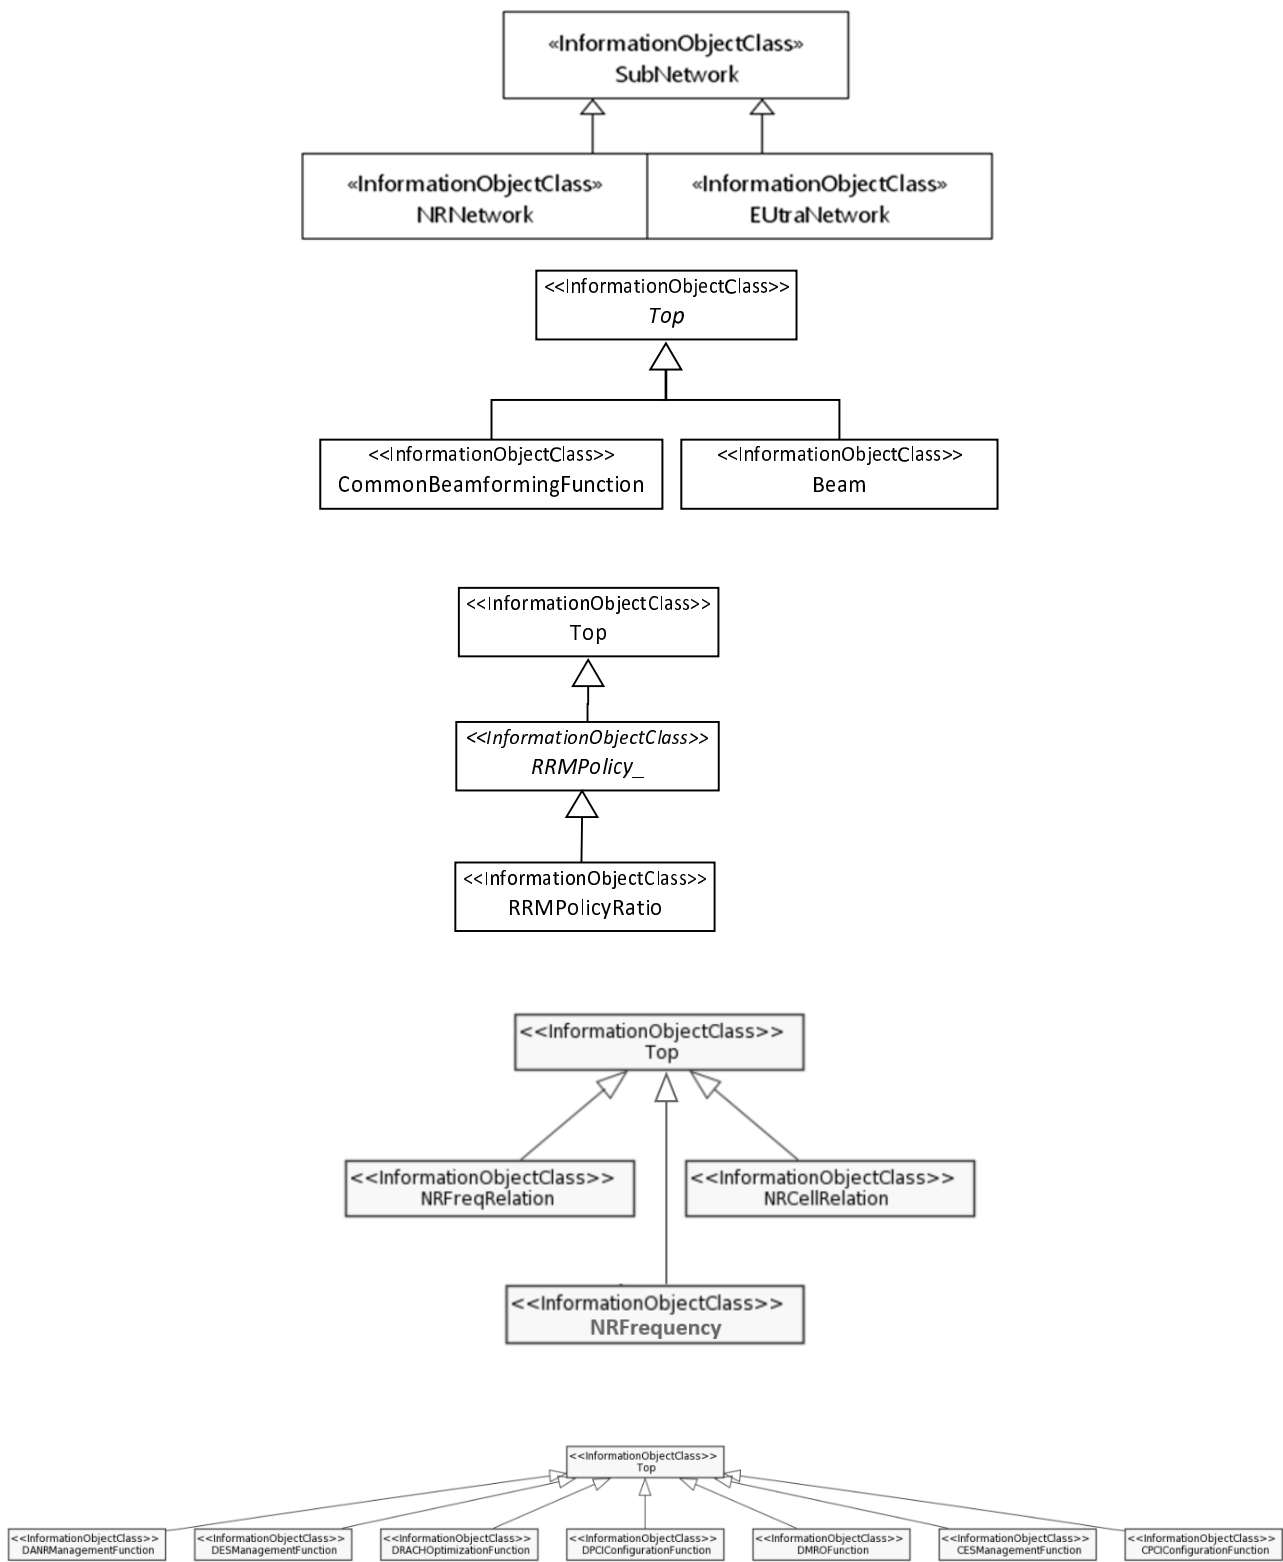 «InformationObjectClass»
SubNetwork
«InformationObjectClass»
NRNetwork
«InformationObjectClass»
EUtraNetwork
<<InformationObjectClass>>
Top
<<InformationObjectClass>>
CommonBeamformingFunction
<<InformationObjectClass>>
Beam
<<InformationObjectClass>>
Top
<<InformationObjectClass>>
RRMPolicy_
<<InformationObjectClass>>
RRMPolicyRatio
<<InformationObjectClass>>
Top
<<InformationObjectClass>>
NRFreqRelation
<<InformationObjectClass>>
NRCellRelation
<<InformationObjectClass>>
NRFrequency
<<InformationObjectClass>>
Top
<<InformationObjectClass>>
DANRManagementFunction
<<InformationObjectClass>>
DESManagementFunction
<<InformationObjectClass>>
DRACHOptimizationFunction
<<InformationObjectClass>>
DPCIConfigurationFunction
<<InformationObjectClass>>
DMROFunction
<<InformationObjectClass>>
CESManagementFunction
<<InformationObjectClass>>
CPCIConfigurationFunction